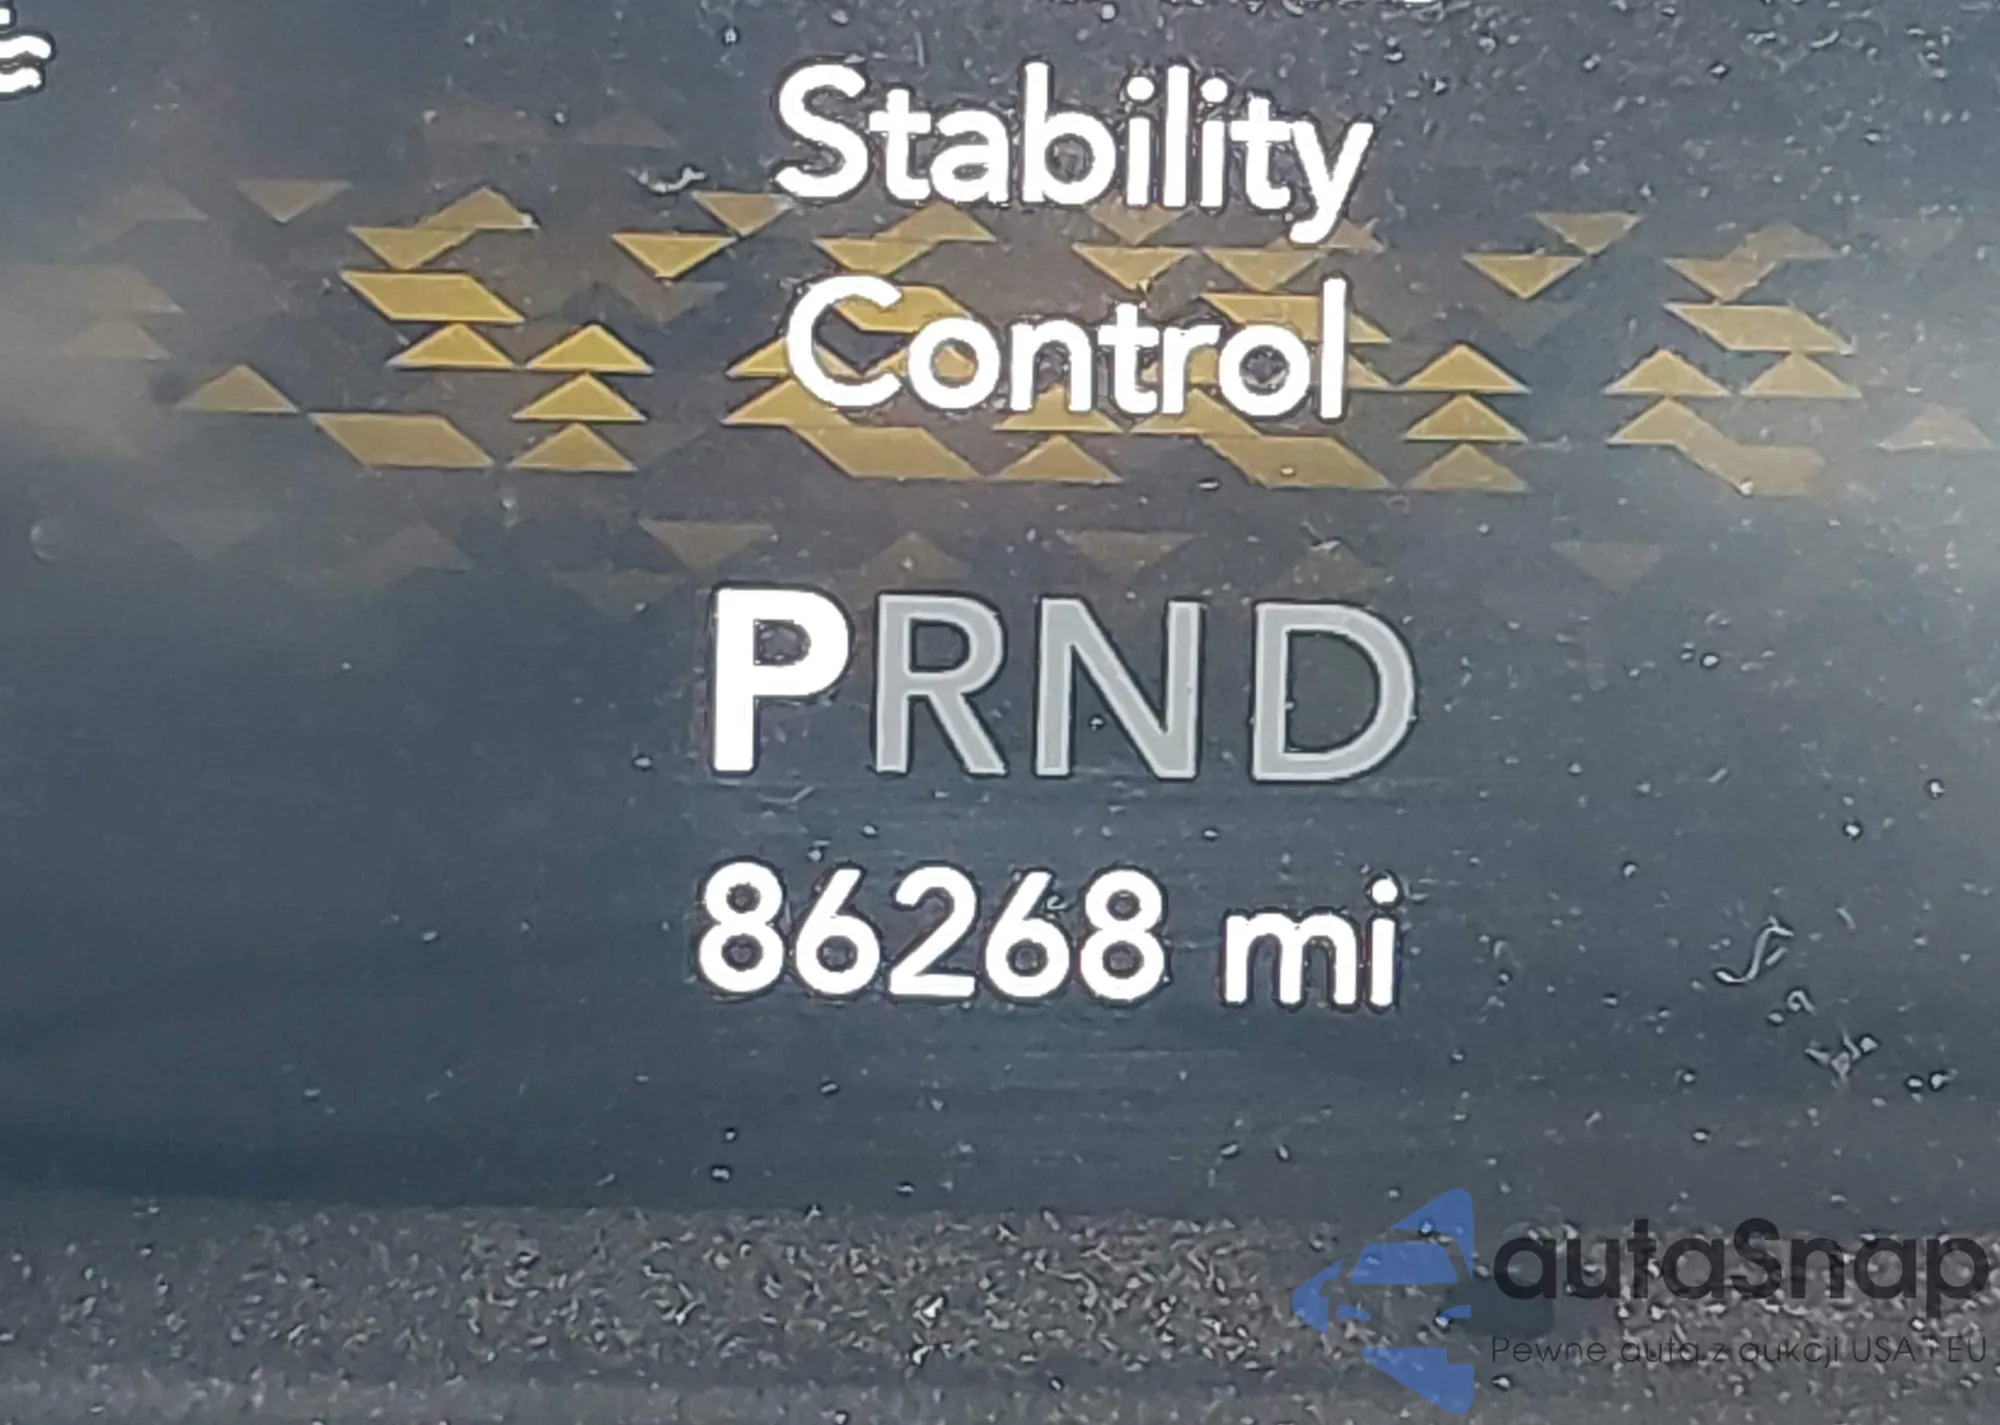 Stability
Control
PRND
86268 mi
autaSnap
Pewne auta z aukcji USA i EU